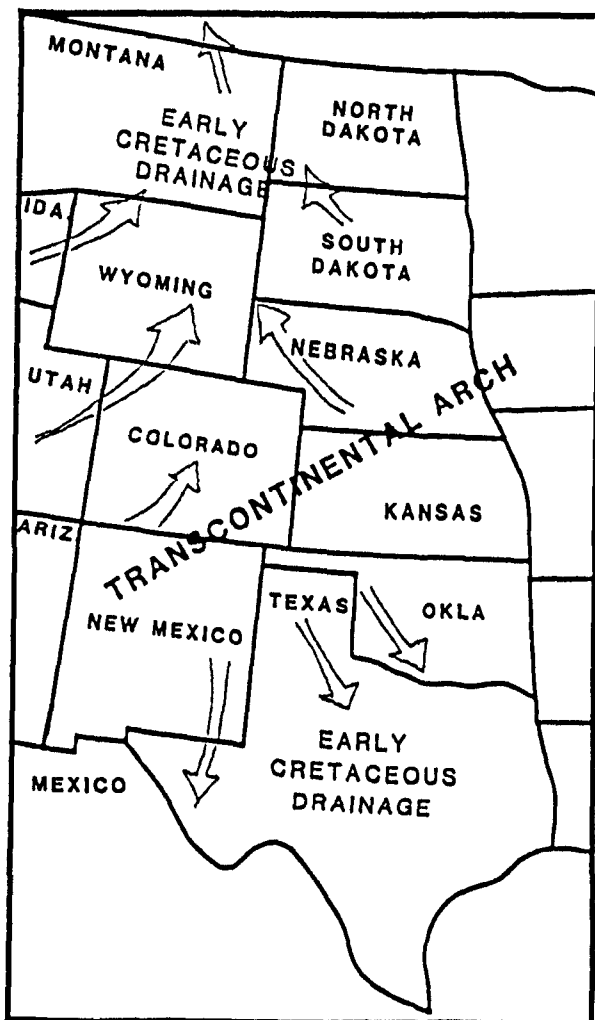 MONTANA
NORTH
DAKOTA
EARLY
CRETACEOUS
DRAINAGE
IDA.
SOUTH
DAKOTA
WYOMING
NEBRASKA
UTAH
TRANSCONTINENTAL ARCH
COLORADO
KANSAS
ARIZ
TEXAS
OKLA
NEW MEXICO
EARLY
CRETACEOUS
DRAINAGE
MEXICO